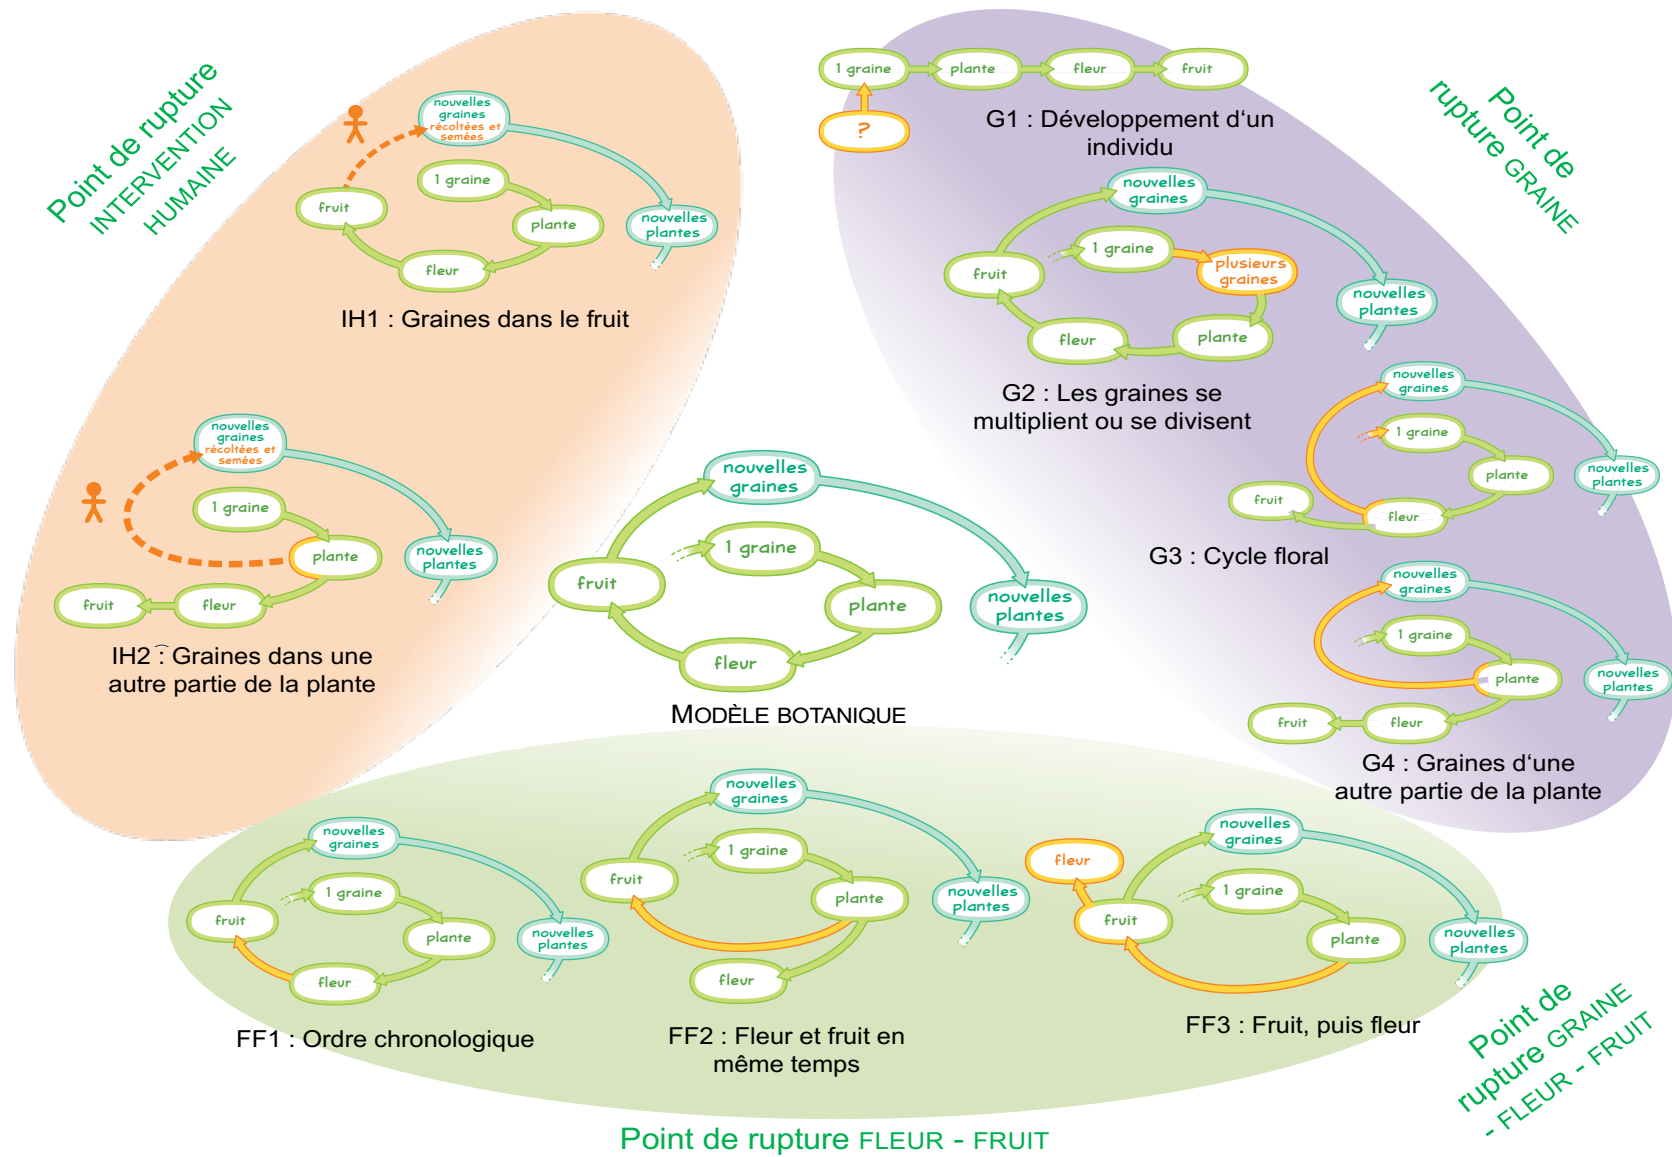 Point de rupture
INTERVENTION
HUMAINE
nouvelles
graines
récoltées et
semées
1 graine
fruit
plante
fleur
nouvelles
plantes
IH1 : Graines dans le fruit
nouvelles
graines
récoltées et
semées
1 graine
plante
nouvelles
plantes
fruit
fleur
IH2 : Graines dans une
autre partie de la plante
1 graine
plante
fleur
fruit
?
G1 : Développement d‘un
individu
Point de
rupture GRAINE
nouvelles
graines
1 graine
plusieurs
graines
fruit
fleur
plante
nouvelles
plantes
G2 : Les graines se
multiplient ou se divisent
nouvelles
graines
1 graine
plante
nouvelles
plantes
fruit
fleur
G3 : Cycle floral
nouvelles
graines
1 graine
plante
nouvelles
plantes
fruit
fleur
G4 : Graines d‘une
autre partie de la plante
nouvelles
graines
1 graine
fruit
plante
nouvelles
plantes
fleur
MODÈLE BOTANIQUE
nouvelles
graines
1 graine
fruit
plante
nouvelles
plantes
fleur
FF1 : Ordre chronologique
nouvelles
graines
1 graine
fruit
plante
nouvelles
plantes
fleur
FF2 : Fleur et fruit en
même temps
nouvelles
graines
fleur
1 graine
fruit
plante
nouvelles
plantes
FF3 : Fruit, puis fleur
Point de
rupture GRAINE
- FLEUR - FRUIT
Point de rupture FLEUR - FRUIT